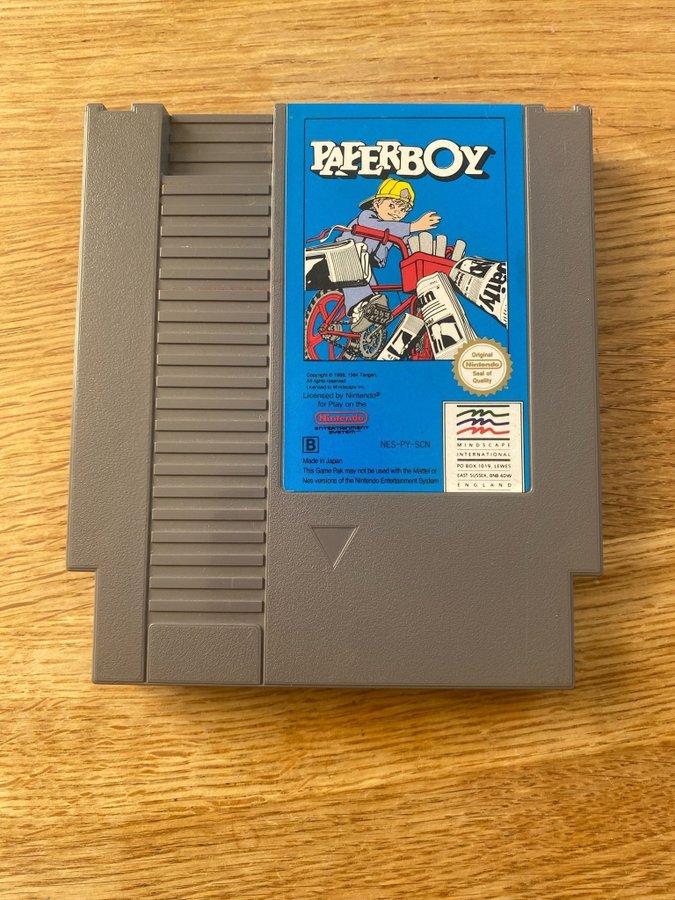 PAPERBOY™
Daily
Original
Nintendo
Seal of
Quality
Copyright © 1988, 1984 Tengen.
All rights reserved
Licensed to Mindscape Inc.
Licensed by Nintendo®
for Play on the
Nintendo
ENTERTAINMENT
SYSTEM™
B
NES-PY-SCN
Made in Japan
This Game Pak may not be used with the Mattel or
Nes versions of the Nintendo Entertainment System
MINDSCAPE
INTERNATIONAL
PO BOX 1019, LEWES
EAST SUSSEX, BN8 4DW
ENGLAND